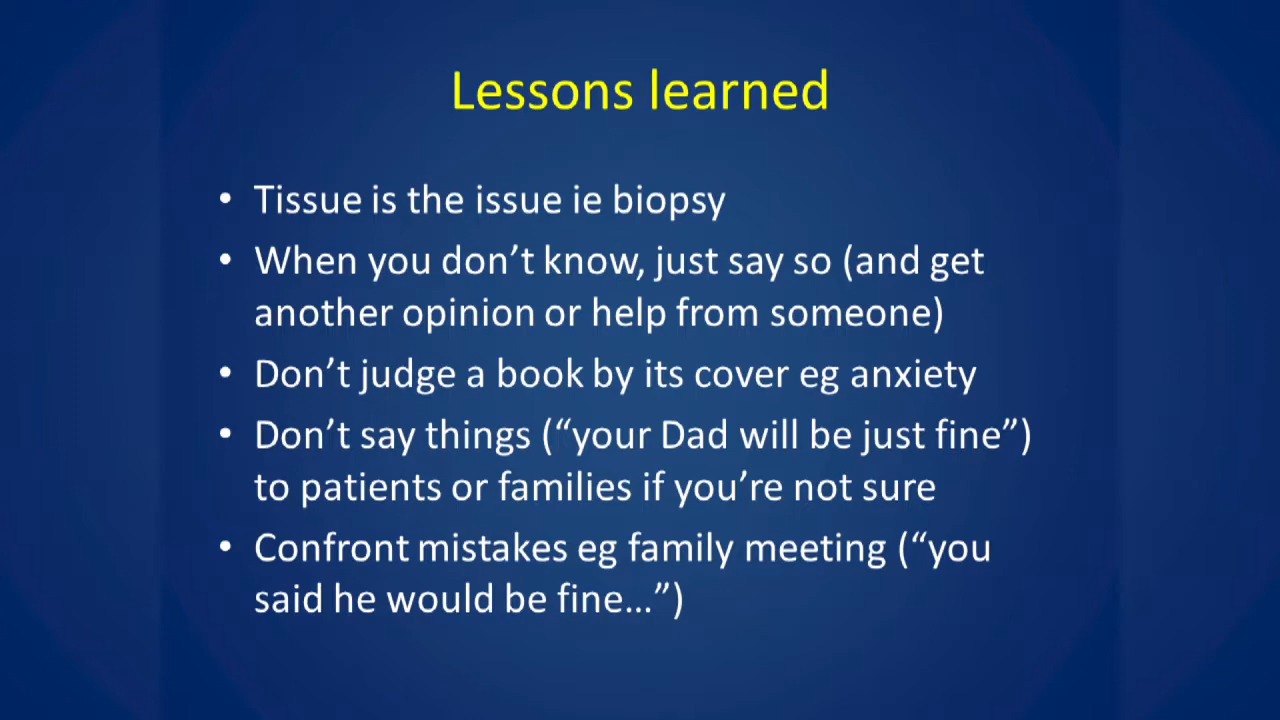 Lessons learned
• Tissue is the issue ie biopsy
• When you don’t know, just say so (and get
another opinion or help from someone)
• Don’t judge a book by its cover eg anxiety
• Don’t say things (“your Dad will be just fine”)
to patients or families if you’re not sure
• Confront mistakes eg family meeting (“you
said he would be fine…”)